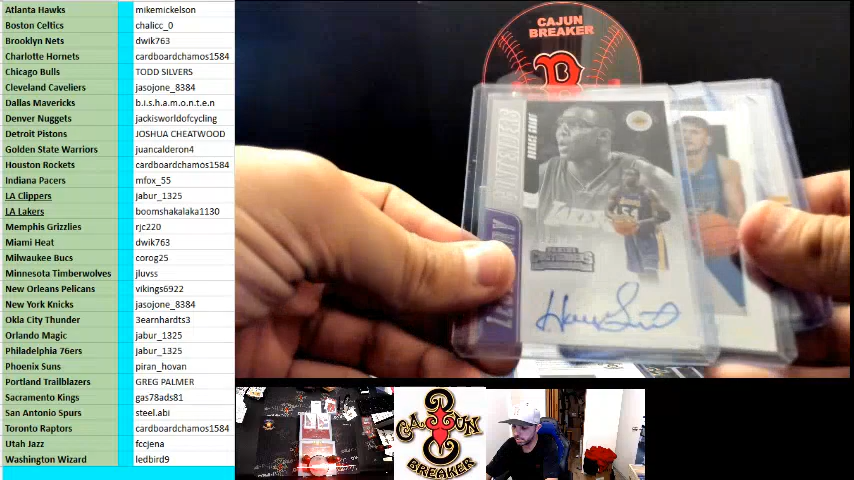 Atlanta Hawks mikemickelson
Boston Celtics chalicc_0
Brooklyn Nets dwik763
Charlotte Hornets cardboardchamos1584
Chicago Bulls TODD SILVERS
Cleveland Caveliers jasojone_8384
Dallas Mavericks b.i.s.h.a.m.o.n.t.e.n
Denver Nuggets jackisworldofcycling
Detroit Pistons JOSHUA CHEATWOOD
Golden State Warriors juancalderon4
Houston Rockets cardboardchamos1584
Indiana Pacers mfox_55
LA Clippers jabur_1325
LA Lakers boomshakalaka1130
Memphis Grizzlies rjc220
Miami Heat dwik763
Milwaukee Bucs corog25
Minnesota Timberwolves jluvss
New Orleans Pelicans vikings6922
New York Knicks jasojone_8384
Okla City Thunder 3earnhardts3
Orlando Magic jabur_1325
Philadelphia 76ers jabur_1325
Phoenix Suns piran_hovan
Portland Trailblazers GREG PALMER
Sacramento Kings gas78ads81
San Antonio Spurs steel.abi
Toronto Raptors cardboardchamos1584
Utah Jazz fccjena
Washington Wizard ledbird9
CAJUN
BREAKER
B
HORACE GRANT
CONTENDERS
54
CAJUN
BREAKER